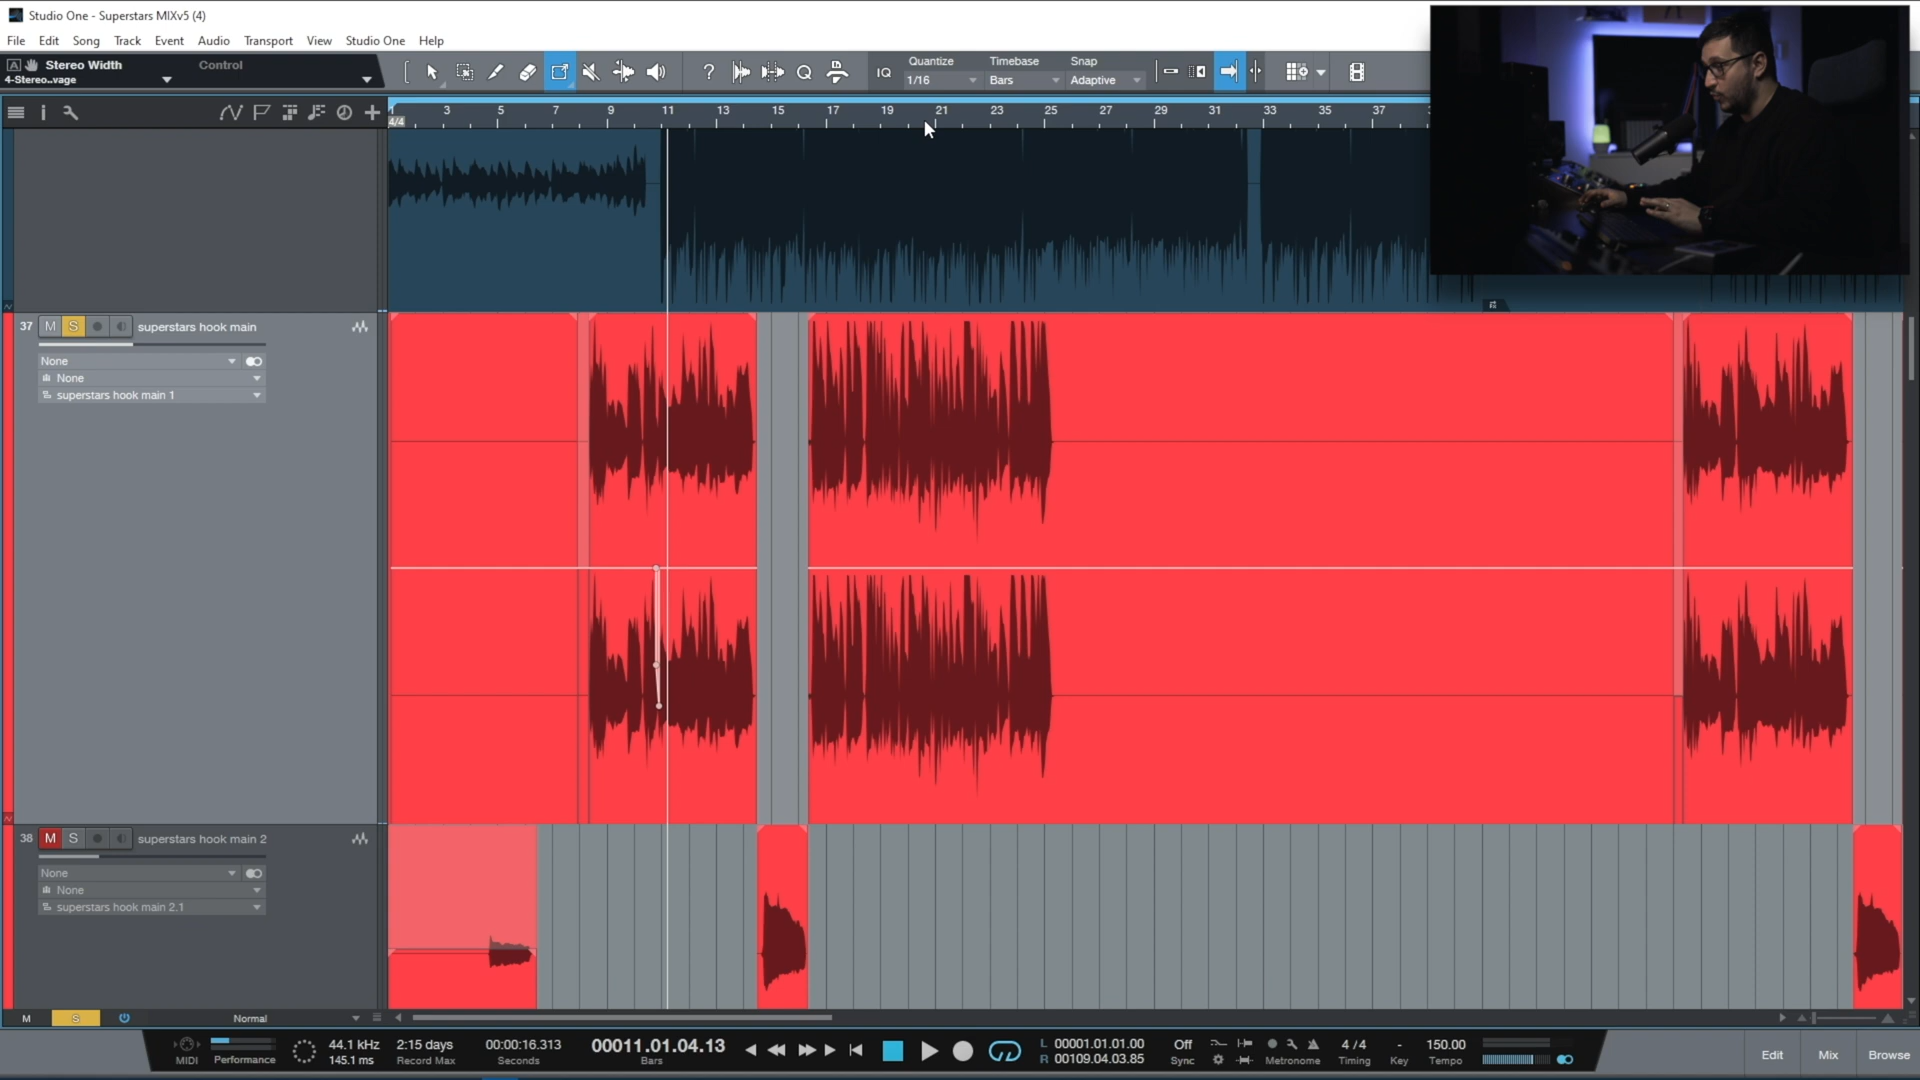 Studio One - Superstars MIXv5 (4)
File Edit Song Track Event Audio Transport View Studio One Help
A Stereo Width Control
4-Stereo..vage
? Q IQ Quantize Timebase Snap
1/16 Bars Adaptive
3 5 7 9 11 13 15 17 19 21 23 25 27 29 31 33 35 37
4/4
37 M S superstars hook main
None
None
superstars hook main 1
38 M S superstars hook main 2
None
None
superstars hook main 2.1
M S Normal
MIDI Performance
44.1 kHz
145.1 ms
2:15 days
Record Max
00:00:16.313
Seconds
00011.01.04.13
Bars
L 00001.01.01.00
R 00109.04.03.85
Off
Sync
Metronome
4 / 4
Timing
-
Key
150.00
Tempo
Edit Mix Browse